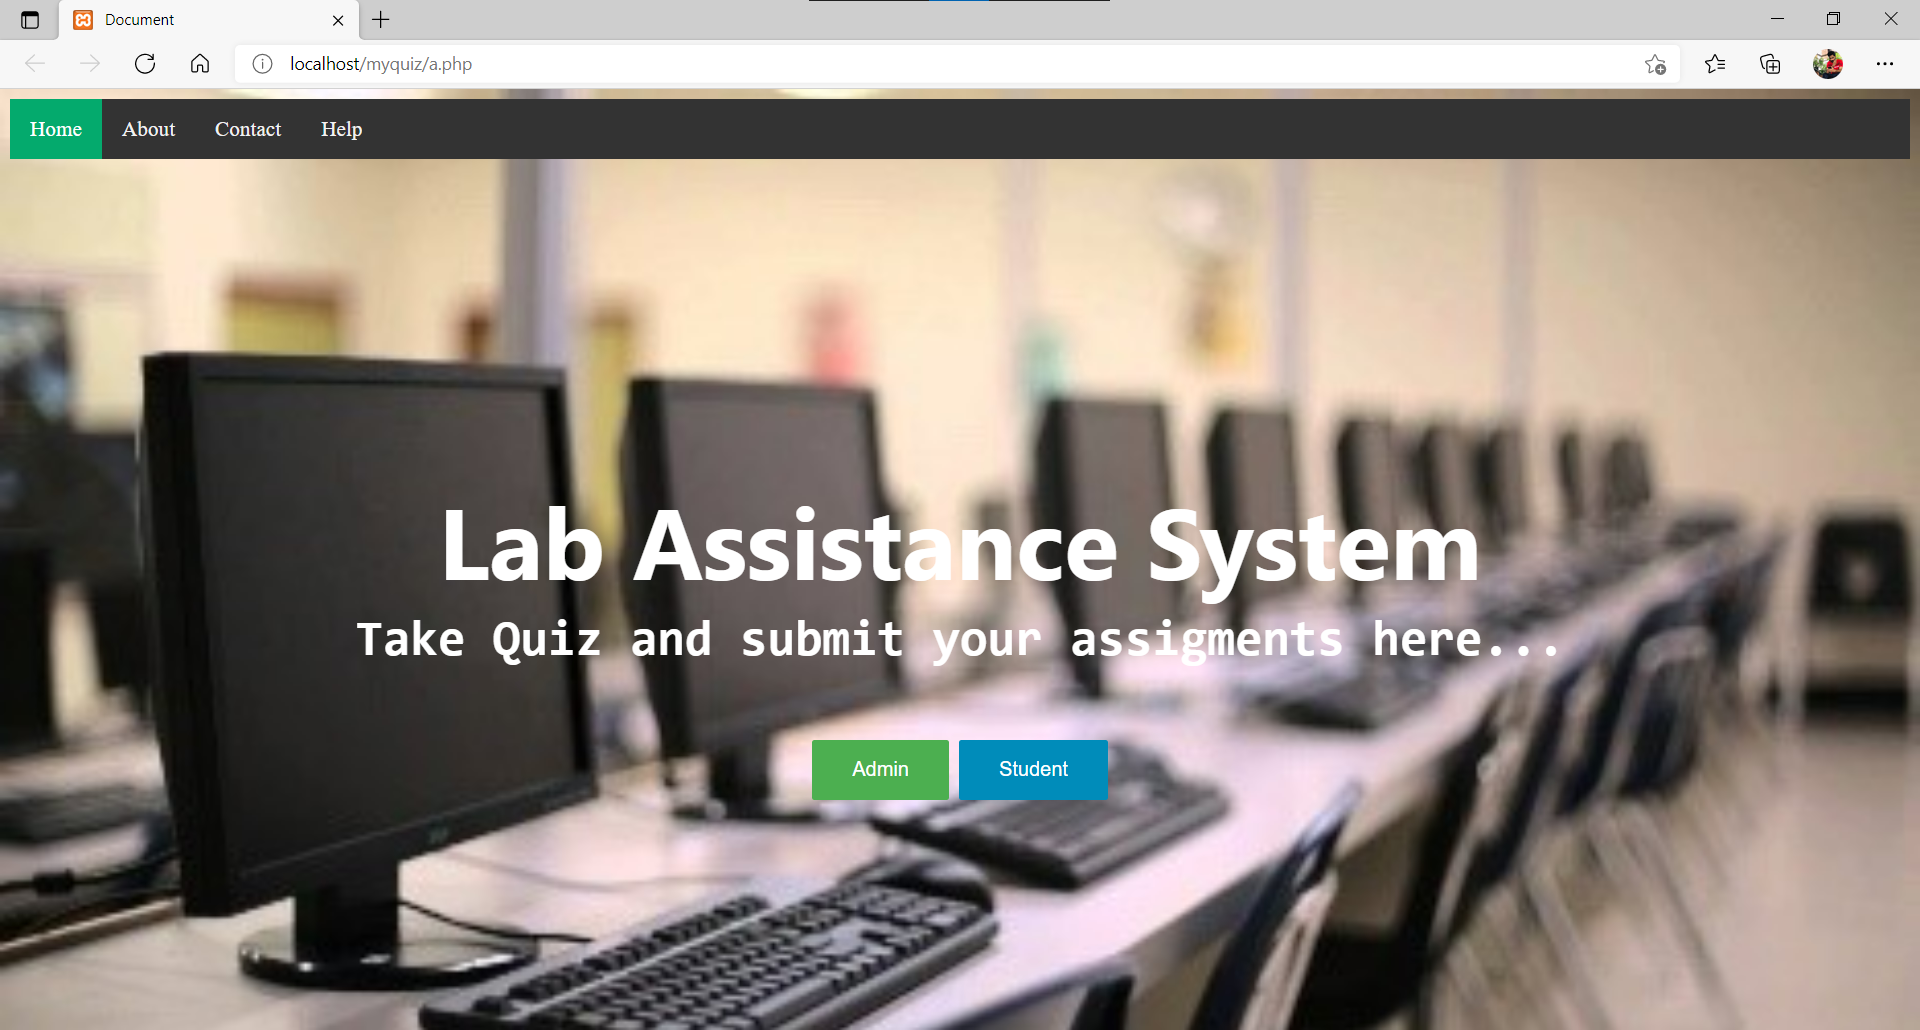 Document
localhost/myquiz/a.php
Home About Contact Help
Lab Assistance System
Take Quiz and submit your assigments here...
Admin Student